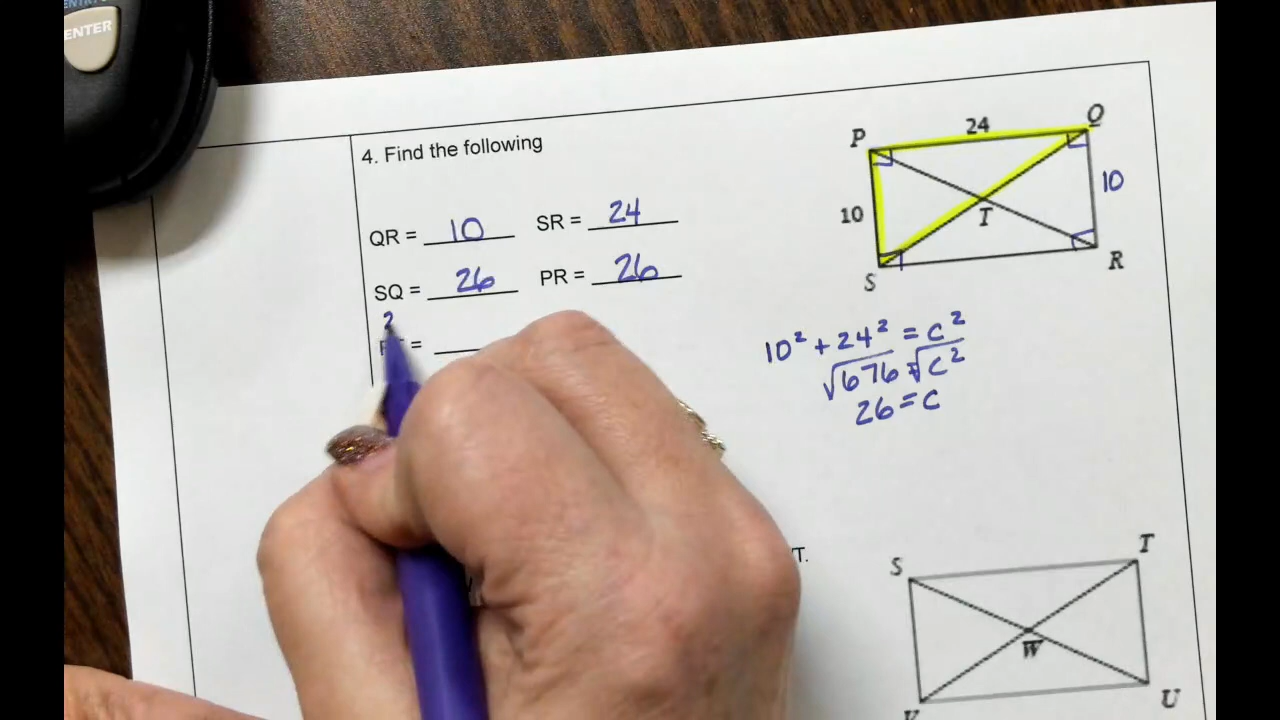 ENTER
4. Find the following
QR = 10 SR = 24
SQ = 26 PR = 26
2
=
T.
P 24 Q
10 10
T
S R
10² + 24² = c²
√676 = √c²
26 = c
S T
W
U